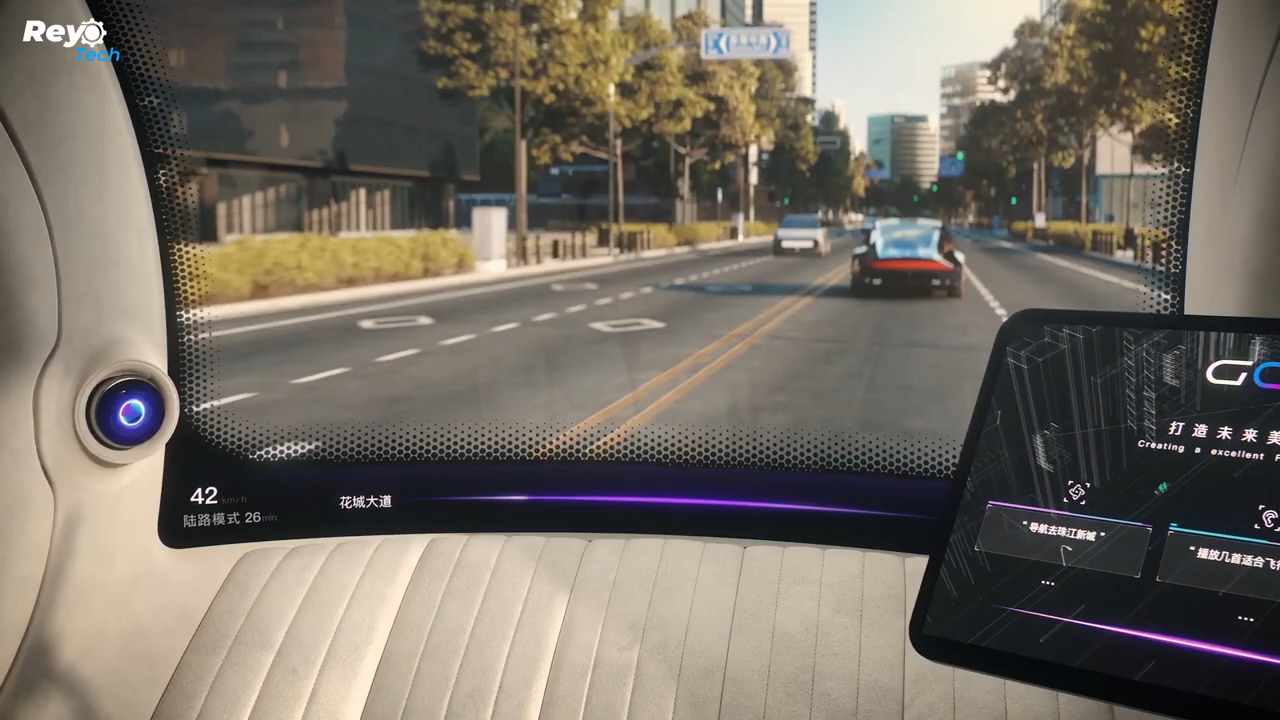 Reyo
Tech
42 km/h
花城大道
陆路模式 26min
GO
打造未来美
Creating a excellent F
“导航去珠江新城”
“播放几首适合飞行
...
...